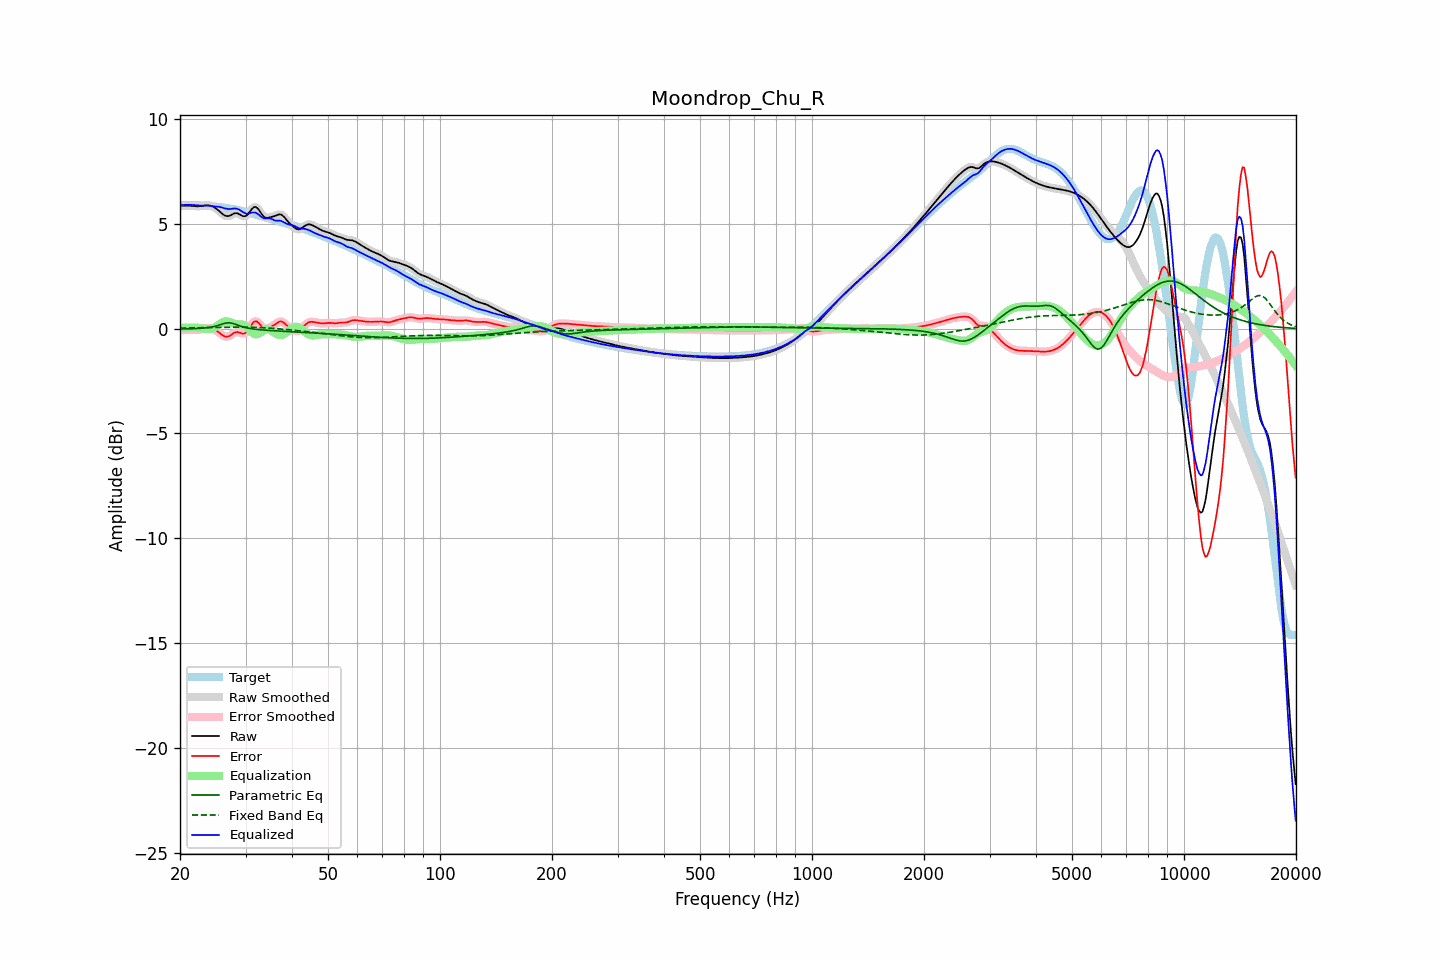 Moondrop_Chu_R
10
5
0
−5
−10
−15
−20
−25
Amplitude (dBr)
Target
Raw Smoothed
Error Smoothed
Raw
Error
Equalization
Parametric Eq
Fixed Band Eq
Equalized
20 50 100 200 500 1000 2000 5000 10000 20000
Frequency (Hz)